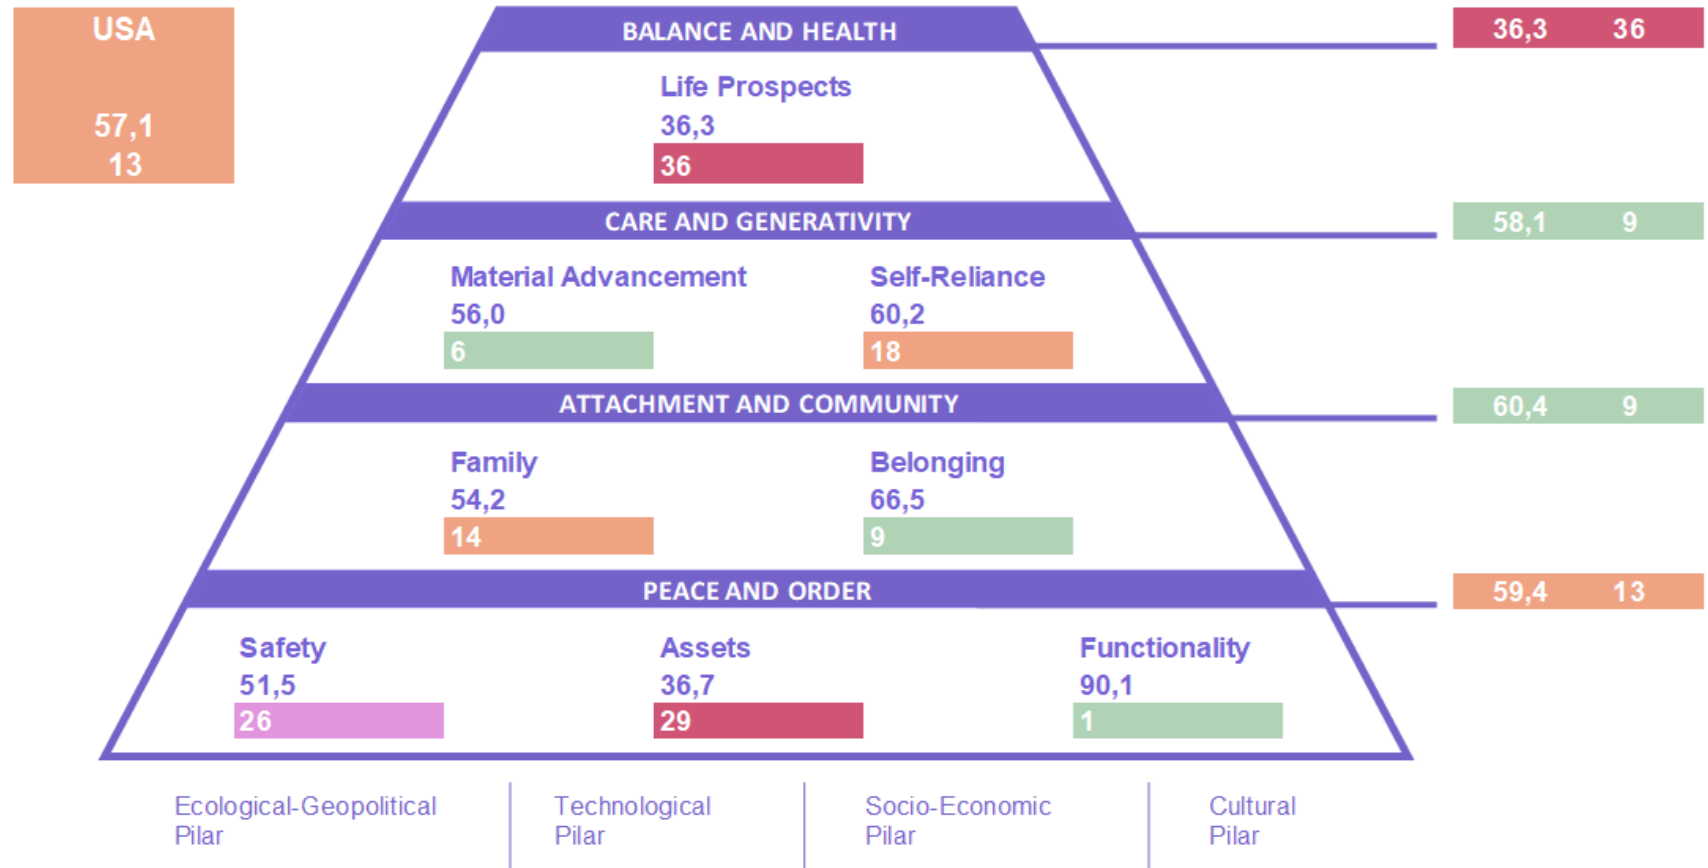 USA
57,1
13
BALANCE AND HEALTH
36,3 36
Life Prospects
36,3
36
CARE AND GENERATIVITY
58,1 9
Material Advancement
56,0
6
Self-Reliance
60,2
18
ATTACHMENT AND COMMUNITY
60,4 9
Family
54,2
14
Belonging
66,5
9
PEACE AND ORDER
59,4 13
Safety
51,5
26
Assets
36,7
29
Functionality
90,1
1
Ecological-Geopolitical
Pilar
Technological
Pilar
Socio-Economic
Pilar
Cultural
Pilar